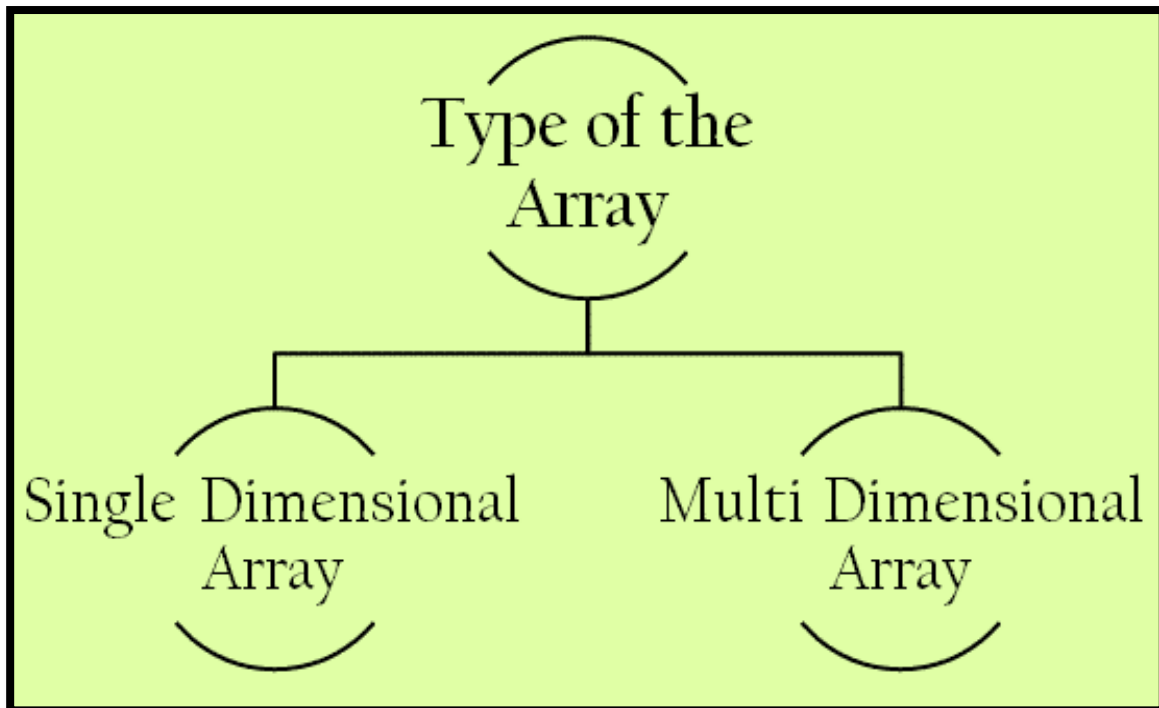 Type of the
Array
Single Dimensional
Array
Multi Dimensional
Array